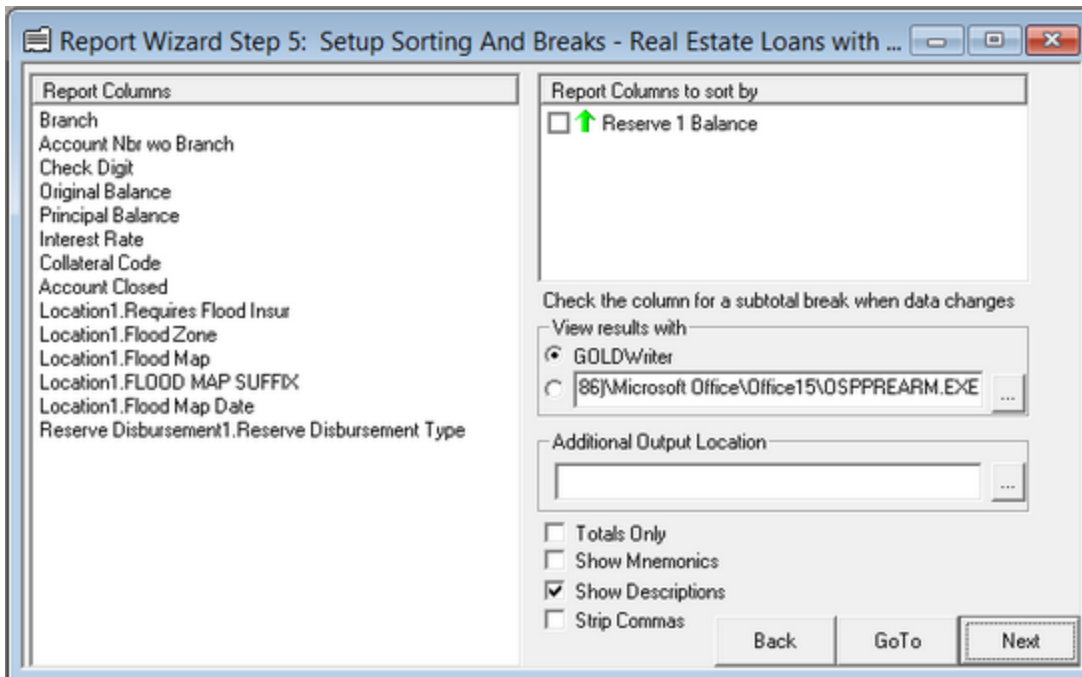 Report Wizard Step 5: Setup Sorting And Breaks - Real Estate Loans with ...
Report Columns
Branch
Account Nbr wo Branch
Check Digit
Original Balance
Principal Balance
Interest Rate
Collateral Code
Account Closed
Location1.Requires Flood Insur
Location1.Flood Zone
Location1.Flood Map
Location1.FLOOD MAP SUFFIX
Location1.Flood Map Date
Reserve Disbursement1.Reserve Disbursement Type
Report Columns to sort by
Reserve 1 Balance
Check the column for a subtotal break when data changes
View results with
GOLDWriter
86)\Microsoft Office\Office15\OSPPREARM.EXE
...
Additional Output Location
...
Totals Only
Show Mnemonics
Show Descriptions
Strip Commas
Back
GoTo
Next